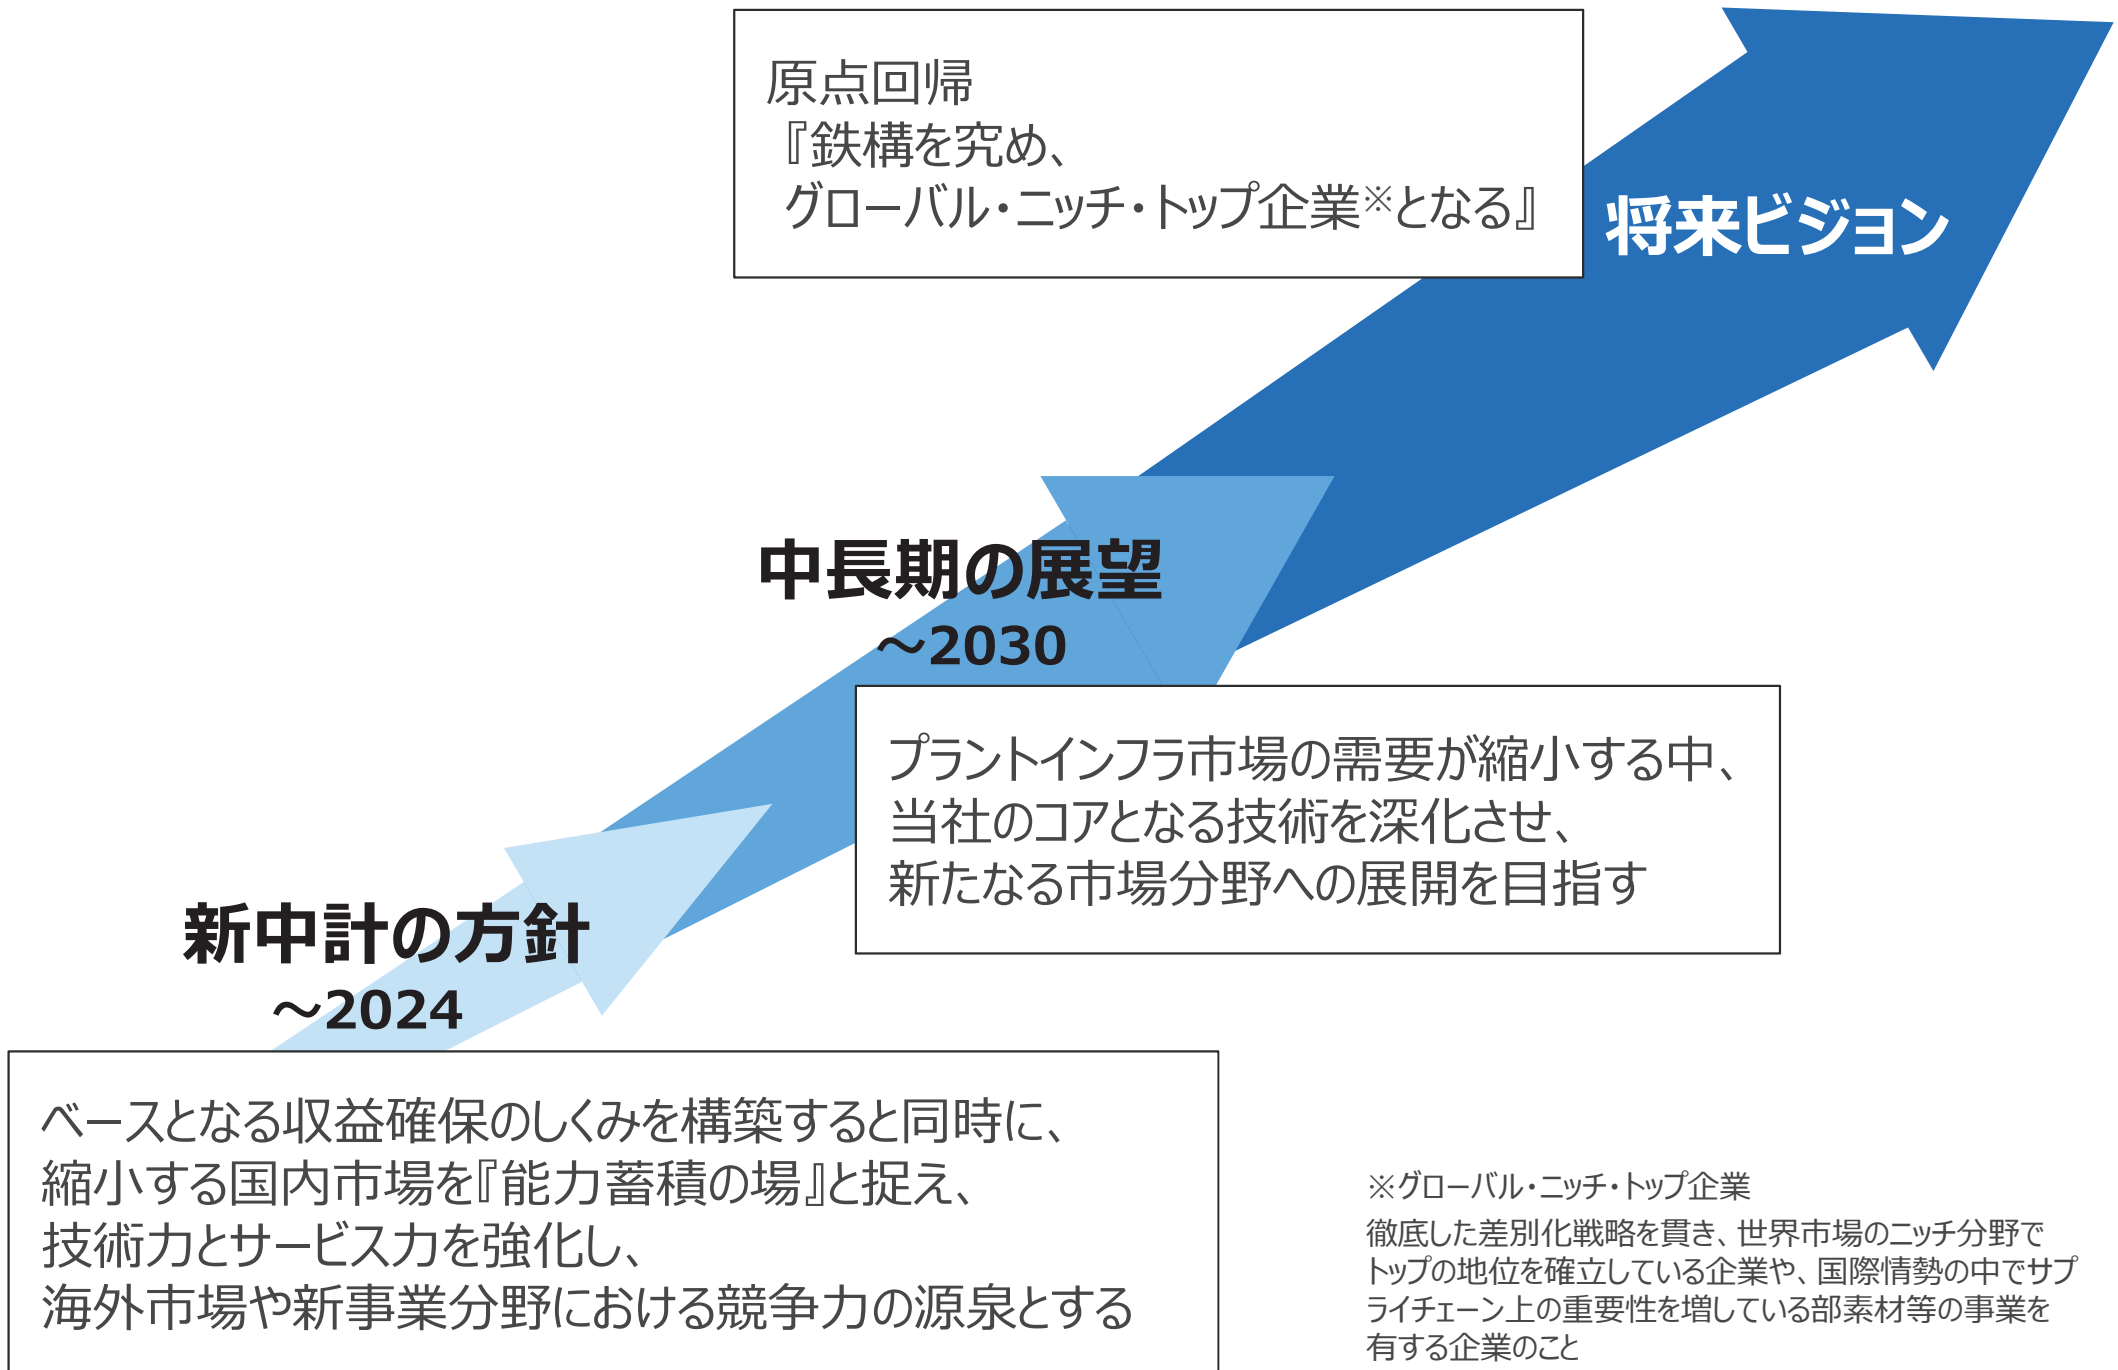 原点回帰
『鉄構を究め、
グローバル・ニッチ・トップ企業※となる』
将来ビジョン
中長期の展望
～2030
プラントインフラ市場の需要が縮小する中、
当社のコアとなる技術を深化させ、
新たなる市場分野への展開を目指す
新中計の方針
～2024
ベースとなる収益確保のしくみを構築すると同時に、
縮小する国内市場を『能力蓄積の場』と捉え、
技術力とサービス力を強化し、
海外市場や新事業分野における競争力の源泉とする
※グローバル・ニッチ・トップ企業
徹底した差別化戦略を貫き、世界市場のニッチ分野で
トップの地位を確立している企業や、国際情勢の中でサプ
ライチェーン上の重要性を増している部素材等の事業を
有する企業のこと